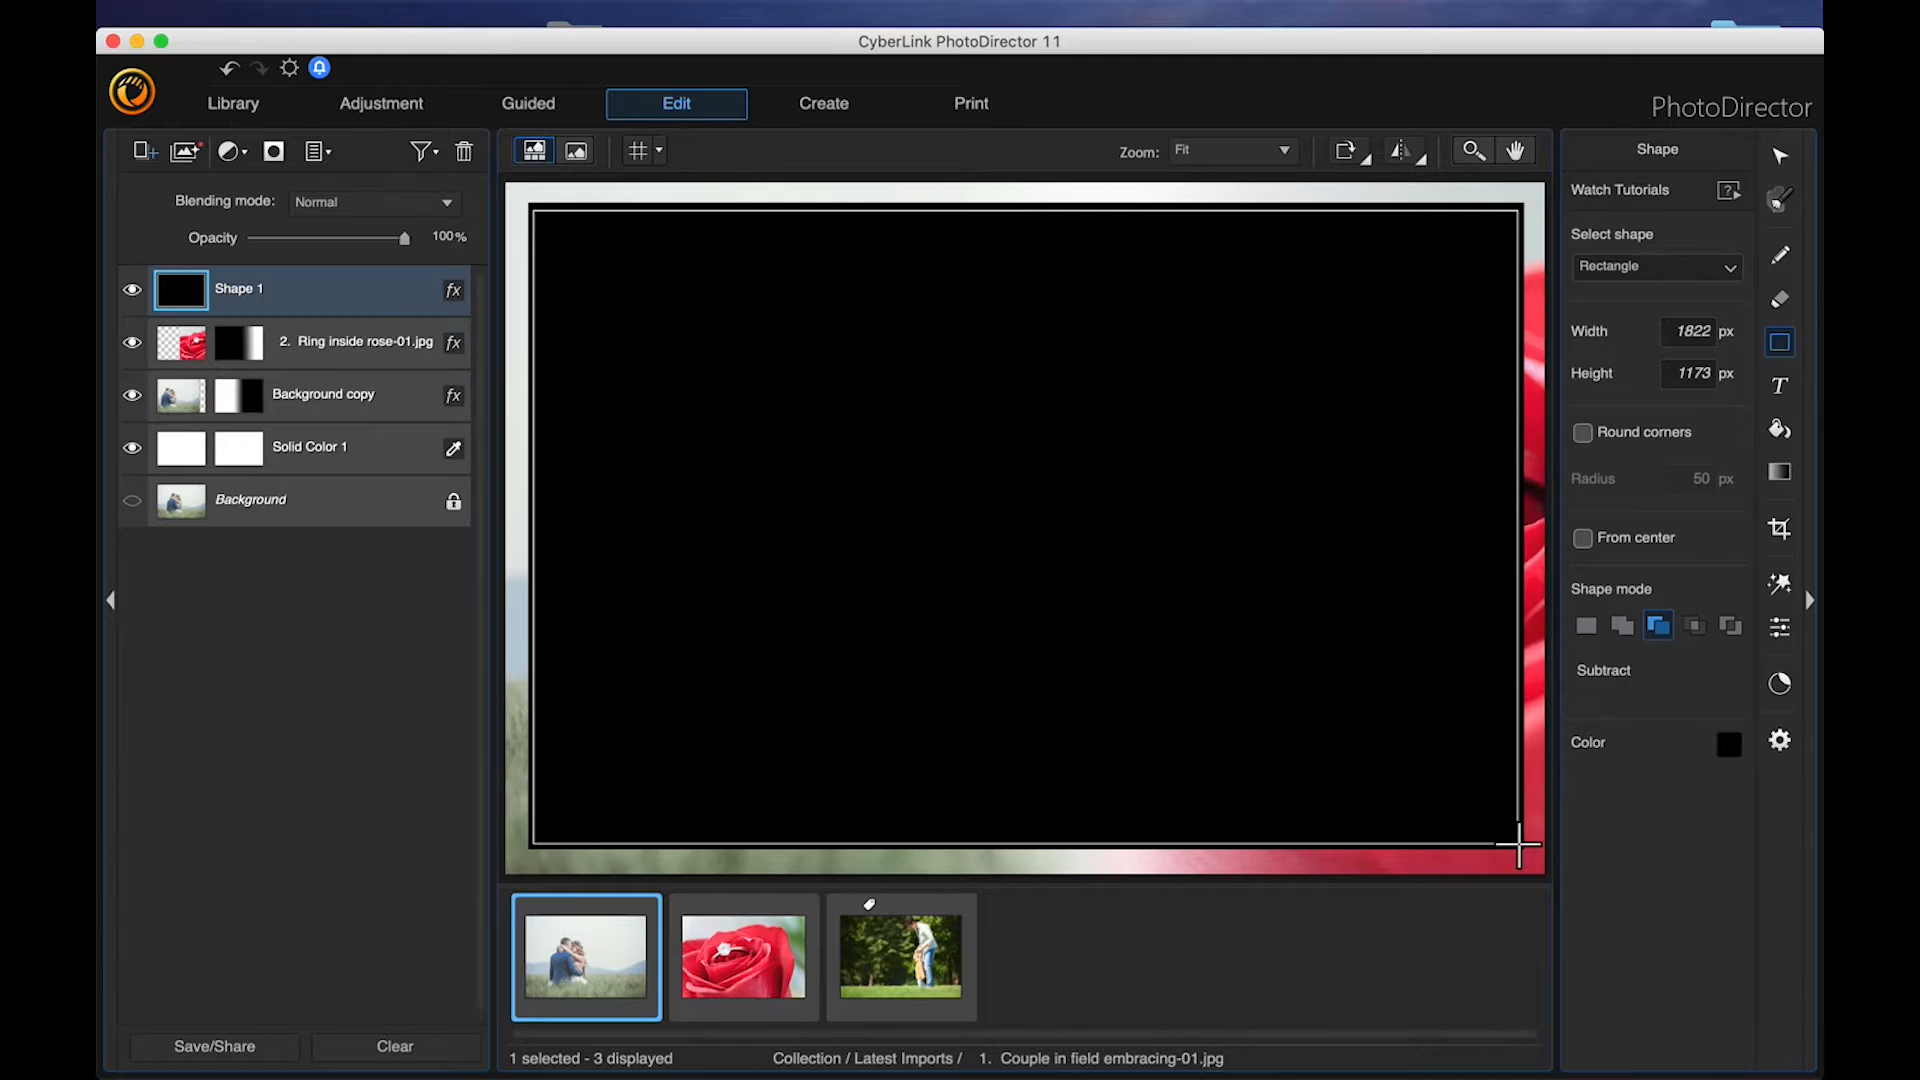 CyberLink PhotoDirector 11
Library Adjustment Guided Edit Create Print PhotoDirector
Zoom: Fit
Blending mode: Normal
Opacity 100%
Shape 1 fx
2. Ring inside rose-01.jpg fx
Background copy fx
Solid Color 1
Background
Save/Share Clear
1 selected - 3 displayed Collection / Latest Imports / 1. Couple in field embracing-01.jpg
Shape
Watch Tutorials ?
Select shape
Rectangle
Width 1822 px
Height 1173 px
Round corners
Radius 50 px
From center
Shape mode
Subtract
Color
T